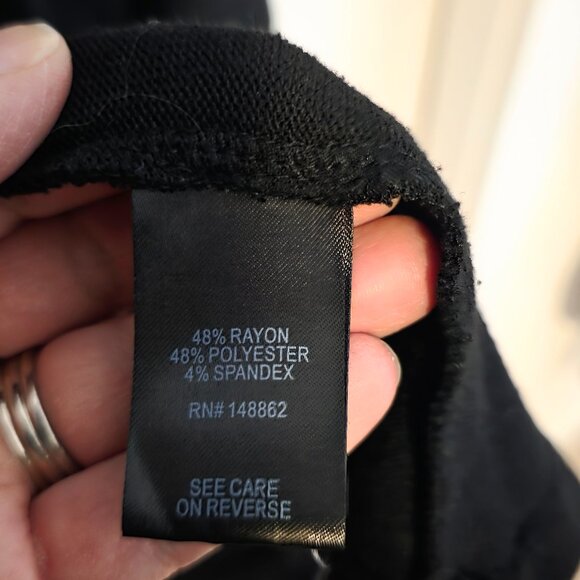 48% RAYON
48% POLYESTER
4% SPANDEX
RN# 148862
SEE CARE
ON REVERSE